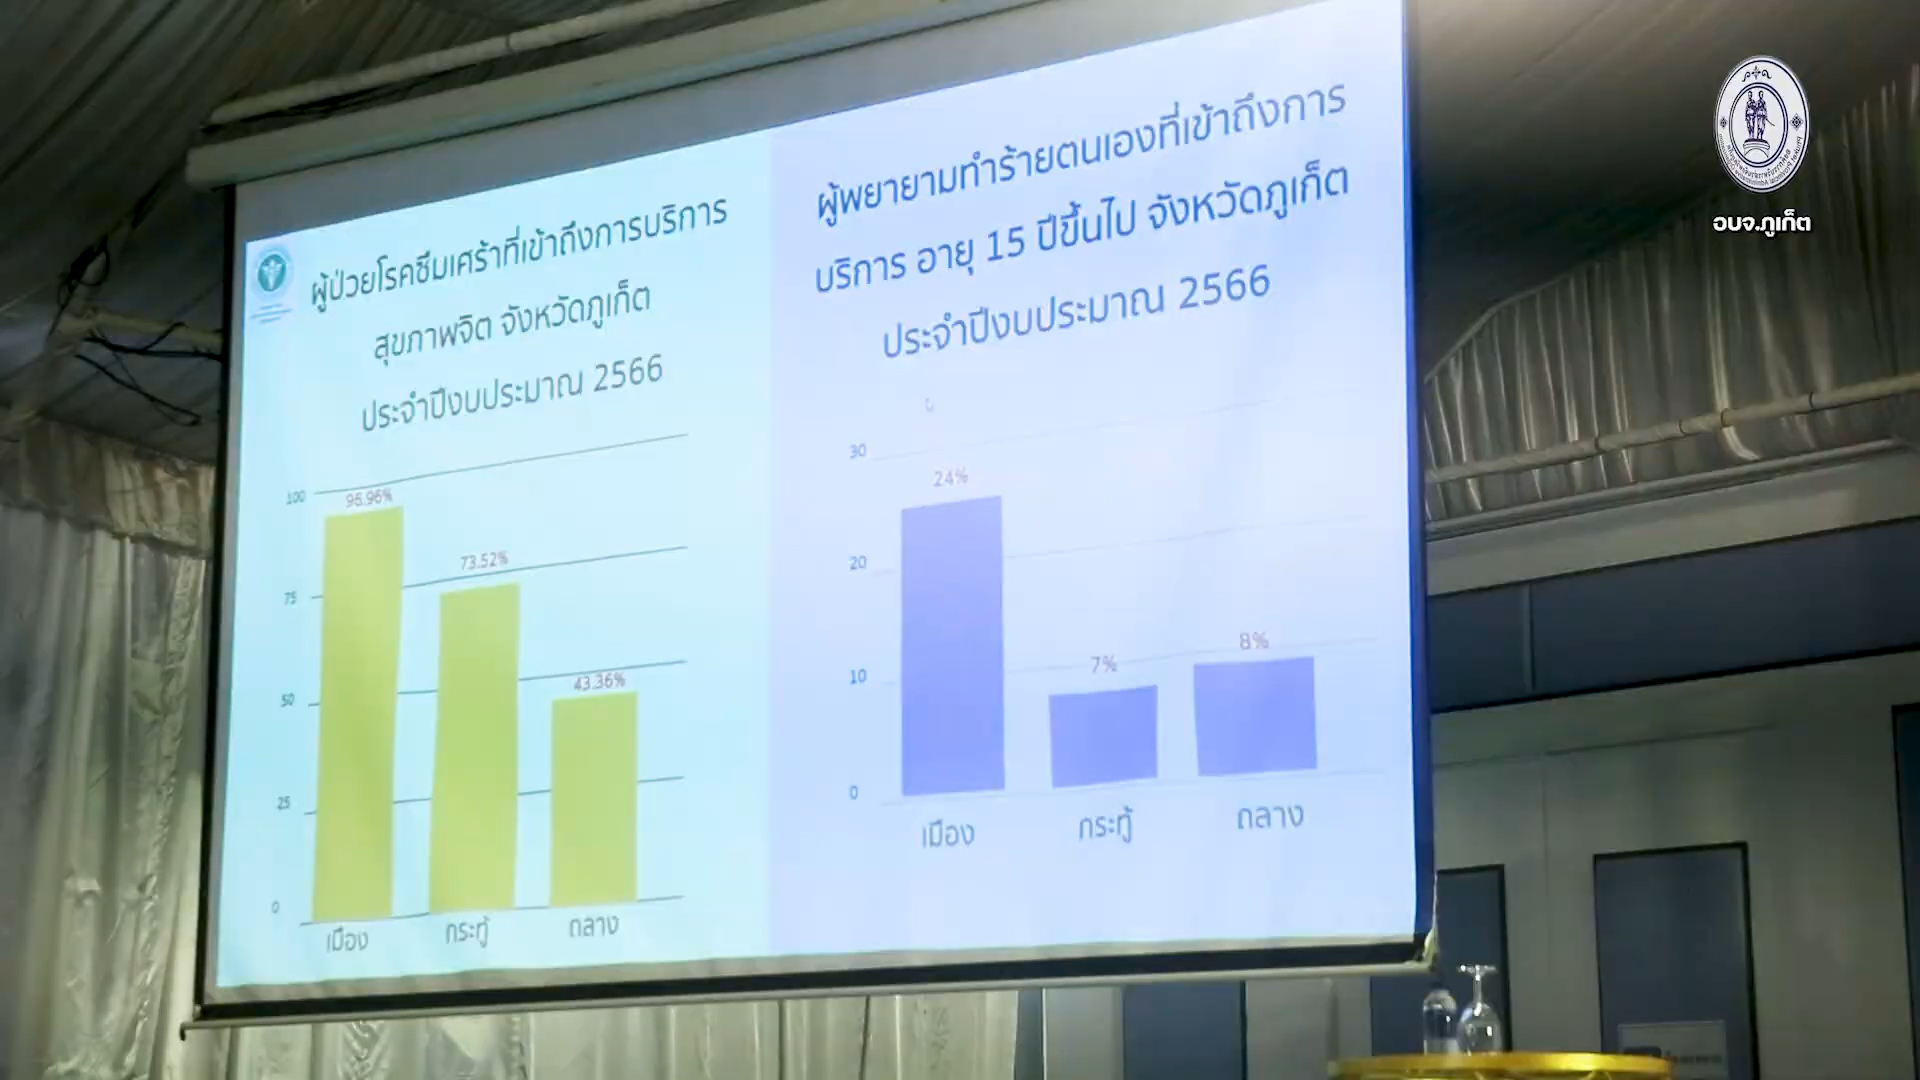 ผู้ป่วยโรคซึมเศร้าที่เข้าถึงการบริการ
สุขภาพจิต จังหวัดภูเก็ต
ประจำปีงบประมาณ 2566
100
75
50
25
0
96.96%
73.52%
43.36%
เมือง
กระทู้
ถลาง
ผู้พยายามทำร้ายตนเองที่เข้าถึงการ
บริการ อายุ 15 ปีขึ้นไป จังหวัดภูเก็ต
ประจำปีงบประมาณ 2566
30
20
10
0
24%
7%
8%
เมือง
กระทู้
ถลาง
อบจ.ภูเก็ต